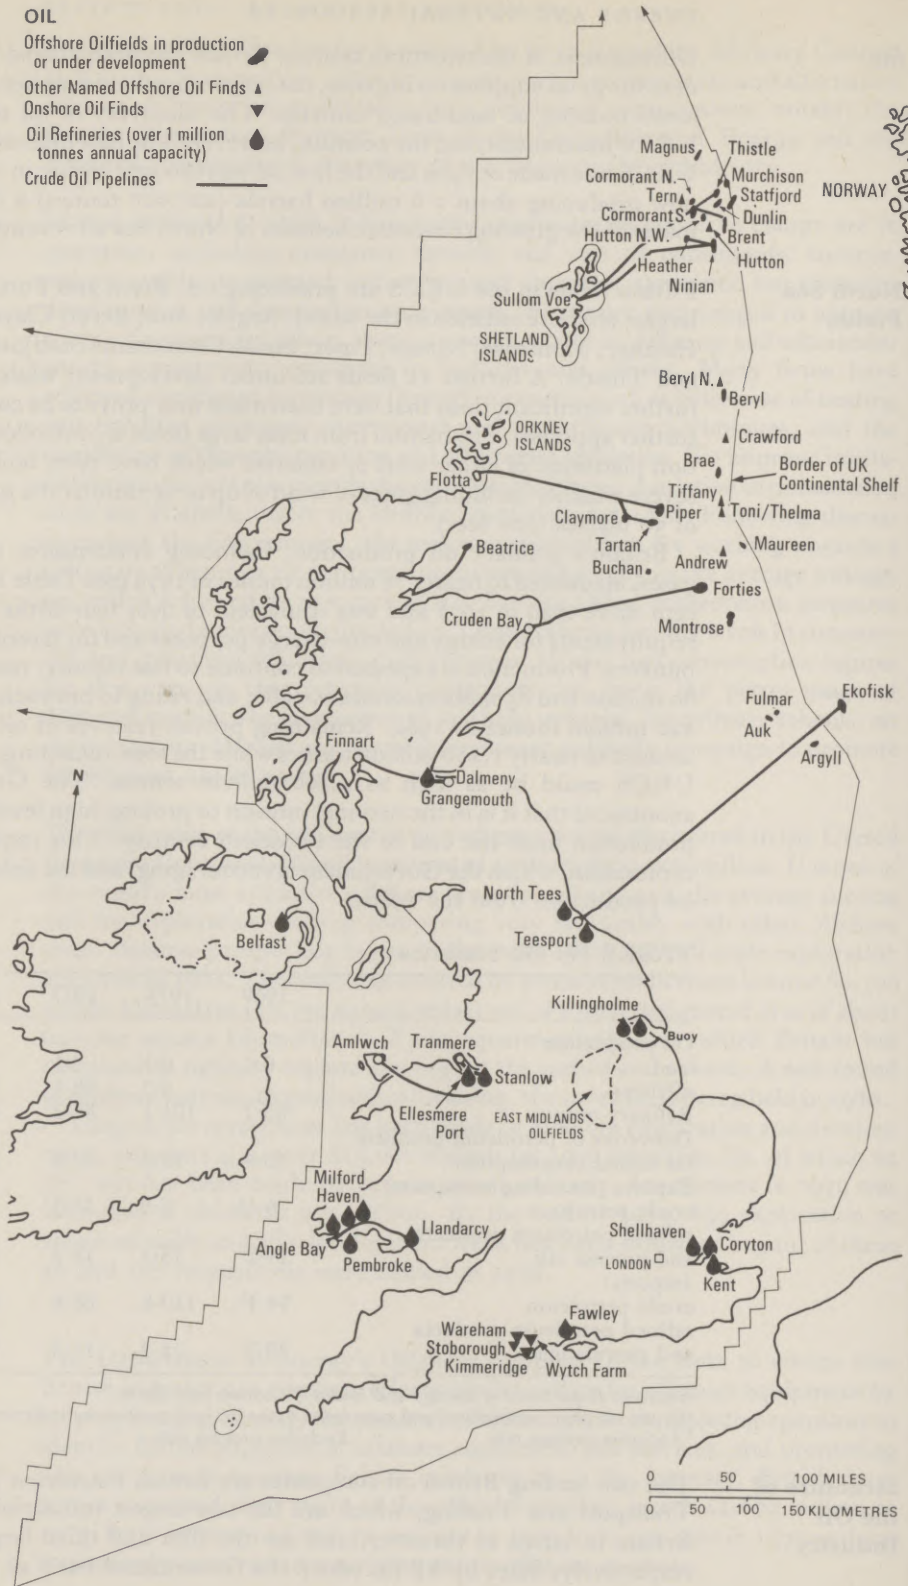 OIL
Offshore Oilfields in production
or under development
Other Named Offshore Oil Finds
Onshore Oil Finds
Oil Refineries (over 1 million
tonnes annual capacity)
Crude Oil Pipelines
Magnus
Thistle
Cormorant N.
Murchison
Tern
Statfjord
NORWAY
Cormorant S.
Dunlin
Hutton N.W.
Brent
Heather
Hutton
Ninian
Sullom Voe
SHETLAND
ISLANDS
Beryl N.
Beryl
ORKNEY
ISLANDS
Crawford
Brae
Border of UK
Continental Shelf
Flotta
Tiffany
Piper
Toni/Thelma
Claymore
Tartan
Maureen
Beatrice
Buchan
Andrew
Forties
Cruden Bay
Montrose
Ekofisk
Fulmar
Auk
Argyll
Finnart
N
Dalmeny
Grangemouth
North Tees
Belfast
Teesport
Killingholme
Buoy
Amlwch
Tranmere
Stanlow
Ellesmere
Port
EAST MIDLANDS
OILFIELDS
Milford
Haven
Llandarcy
Angle Bay
Pembroke
Shellhaven
Coryton
LONDON
Kent
Fawley
Wareham
Stoborough
Kimmeridge
Wytch Farm
0 50 100 MILES
0 50 100 150 KILOMETRES